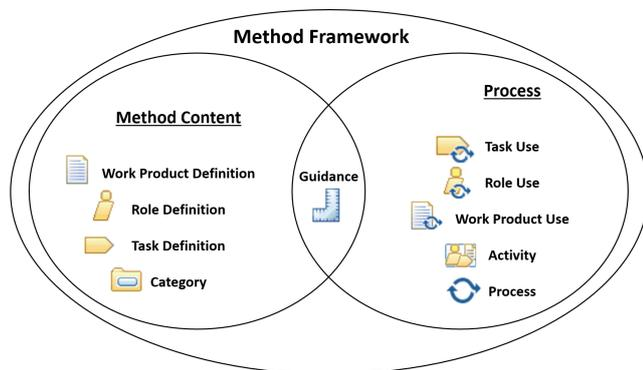 Method Framework
Method Content
Work Product Definition
Role Definition
Task Definition
Category
Guidance
Process
Task Use
Role Use
Work Product Use
Activity
Process